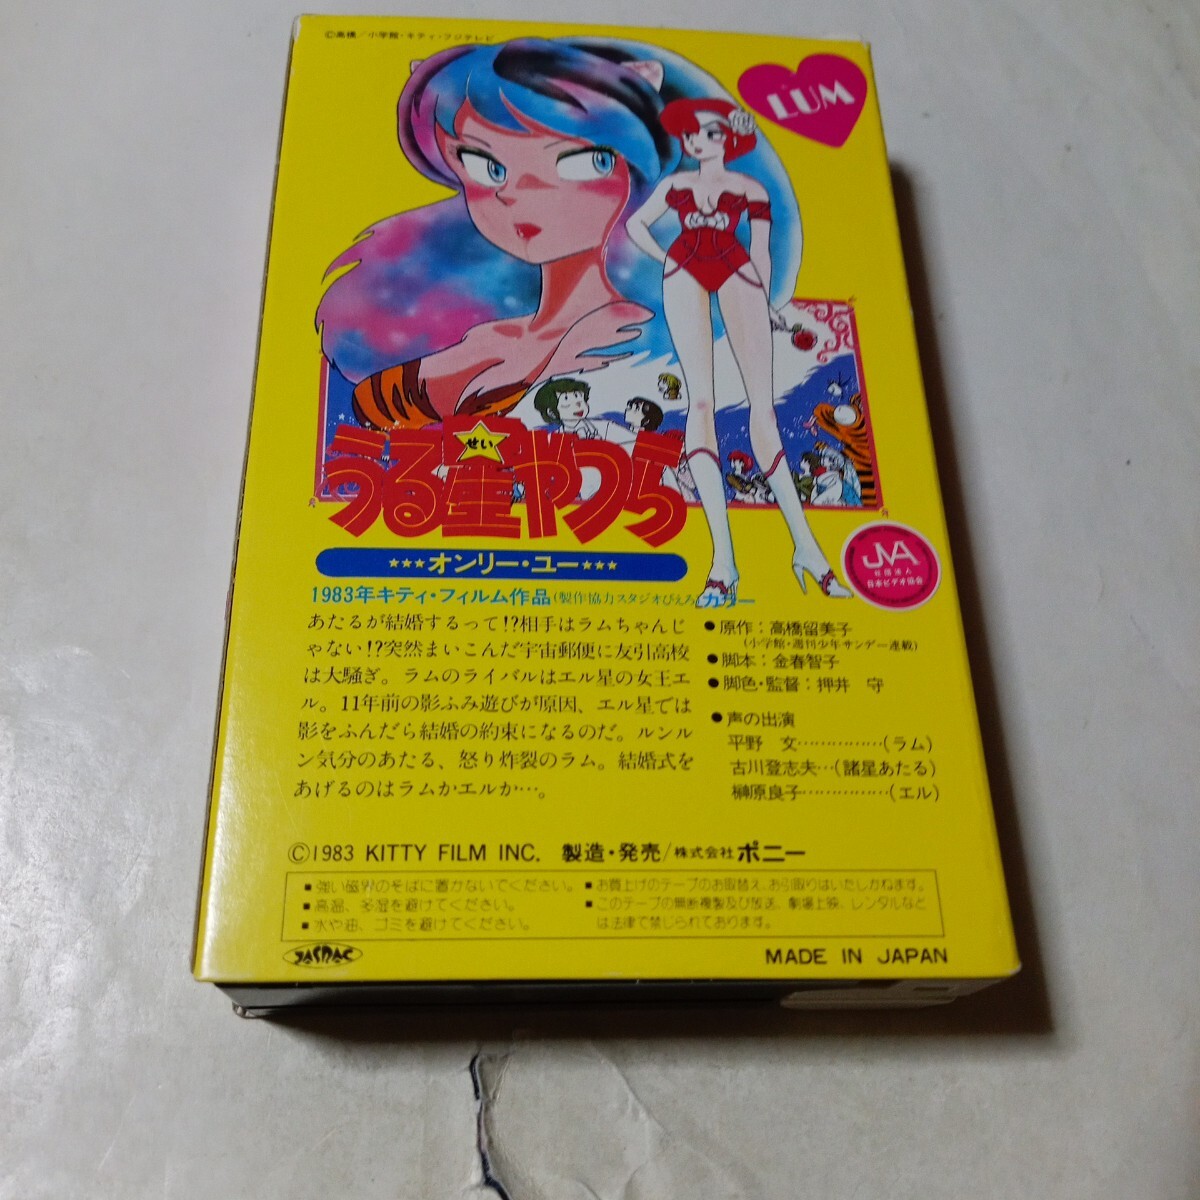 ©高橋/小学館・キティ・フジテレビ
LUM
せい
うる星やつら
***オンリー・ユー***
JVA
社団法人
日本ビデオ協会
1983年キティ・フィルム作品(製作協力スタジオぴえろ)カラー
あたるが結婚するって!?相手はラムちゃんじ
ゃない!?突然まいこんだ宇宙郵便に友引高校
は大騒ぎ。ラムのライバルはエル星の女王エ
ル。11年前の影ふみ遊びが原因、エル星では
影をふんだら結婚の約束になるのだ。ルンル
ン気分のあたる、怒り炸裂のラム。結婚式を
あげるのはラムかエルか…。
●原作:高橋留美子
(小学館・週刊少年サンデー連載)
●脚本:金春智子
●脚色・監督:押井 守
●声の出演
平野 文……………(ラム)
古川登志夫…(諸星あたる)
榊原良子……………(エル)
©1983 KITTY FILM INC. 製造・発売/株式会社ポニー
■強い磁界のそばに置かないでください。
■高温、多湿を避けてください。
■水や油、ゴミを避けてください。
■お買上げのテープのお取替え、お引取りはいたしかねます。
■このテープの無断複製及び放送、劇場上映、レンタルなど
は法律で禁じられております。
JASRAC
MADE IN JAPAN